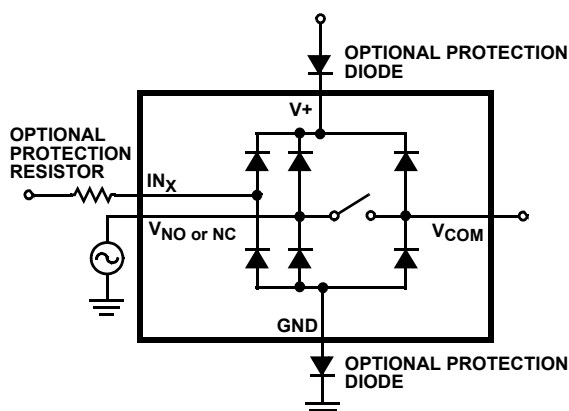 OPTIONAL PROTECTION
DIODE
V+
OPTIONAL
PROTECTION
RESISTOR
INX
VNO or NC
VCOM
GND
OPTIONAL PROTECTION
DIODE